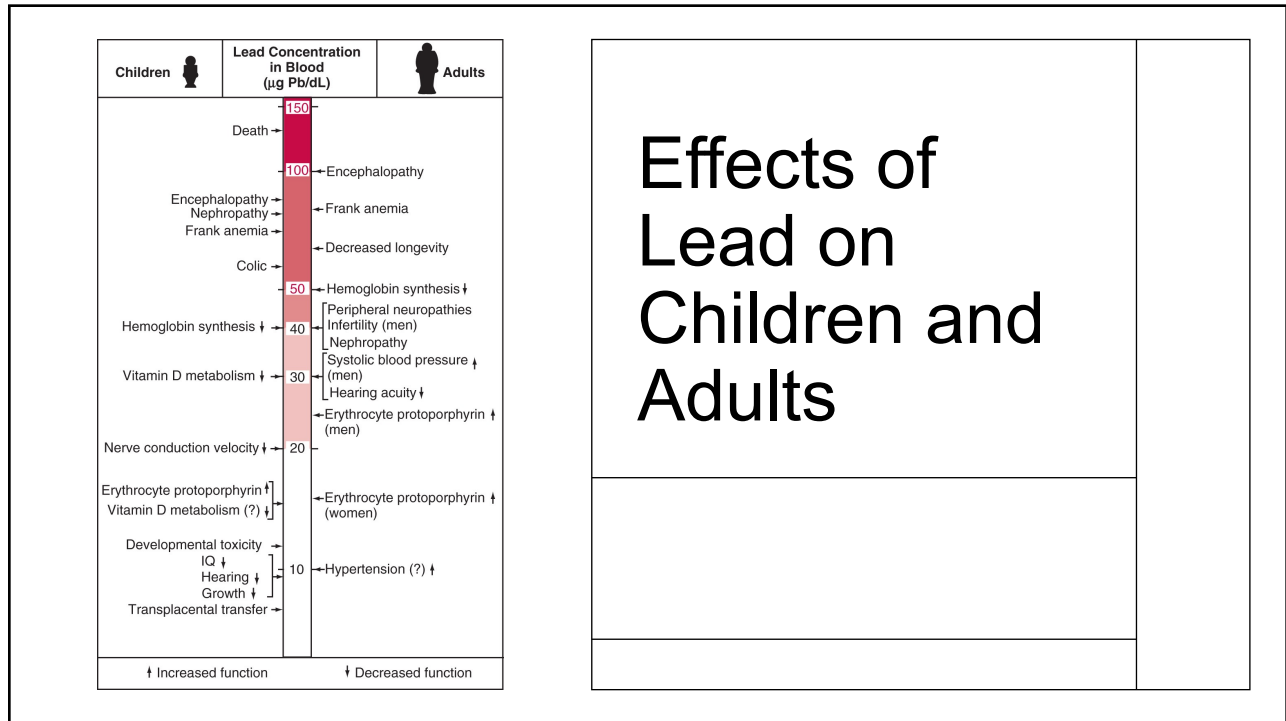 Children
Lead Concentration
in Blood
(μg Pb/dL)
Adults
150
Death
100
Encephalopathy
Encephalopathy
Nephropathy
Frank anemia
Frank anemia
Decreased longevity
Colic
50
Hemoglobin synthesis ↓
Peripheral neuropathies
Infertility (men)
Nephropathy
Hemoglobin synthesis ↓
40
Systolic blood pressure ↑
(men)
Hearing acuity ↓
Vitamin D metabolism ↓
30
Erythrocyte protoporphyrin ↑
(men)
Nerve conduction velocity ↓
20
Erythrocyte protoporphyrin ↑
Vitamin D metabolism (?) ↓
Erythrocyte protoporphyrin ↑
(women)
Developmental toxicity
IQ ↓
Hearing ↓
Growth ↓
10
Hypertension (?) ↑
Transplacental transfer
↑ Increased function
↓ Decreased function
Effects of
Lead on
Children and
Adults